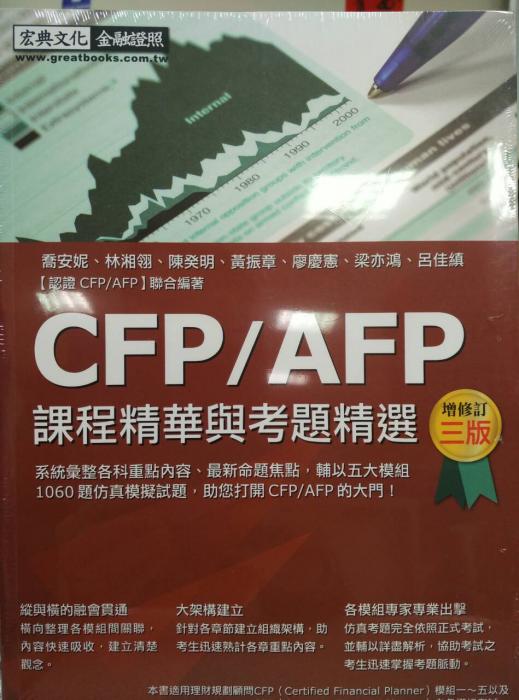 宏典文化 金融證照
www.greatbooks.com.tw
Internal
1970 1980 1990 2000
喬安妮、林湘翎、陳癸明、黃振章、廖慶憲、梁亦鴻、呂佳縝
【認證 CFP/AFP】聯合編著
CFP/AFP
課程精華與考題精選
增修訂
三版
系統彙整各科重點內容、最新命題焦點，輔以五大模組
1060 題仿真模擬試題，助您打開 CFP/AFP 的大門！
縱與橫的融會貫通
橫向整理各模組間關聯，
內容快速吸收，建立清楚
觀念。
大架構建立
針對各章節建立組織架構，助
考生迅速熟計各章重點內容。
各模組專家專業出擊
仿真考題完全依照正式考試，
並輔以詳盡解析，協助考試之
考生迅速掌握考題脈動。
本書適用理財規劃顧問CFP（Certified Financial Planner）模組一～五以及